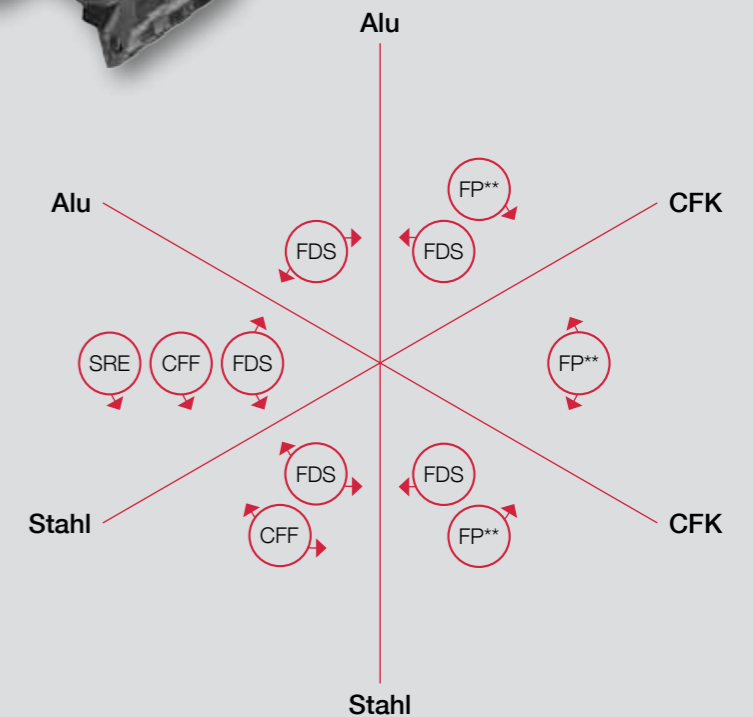 Alu
FP**
Alu
CFK
FDS
FDS
SRE
CFF
FDS
FP**
FDS
FDS
Stahl
CFK
CFF
FP**
Stahl